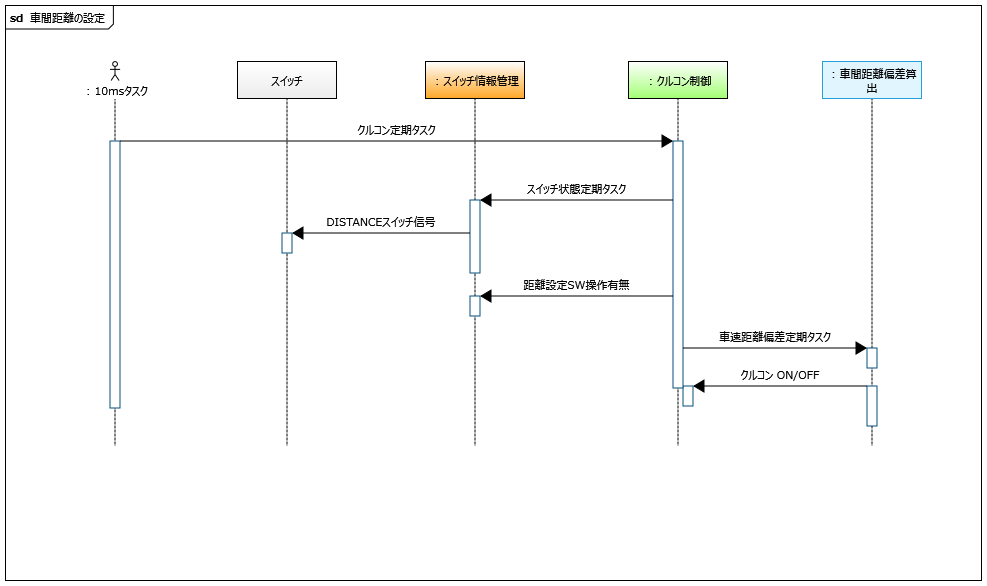 sd 車間距離の設定
: 10msタスク
スイッチ
: スイッチ情報管理
: クルコン制御
: 車間距離偏差算
出
クルコン定期タスク
スイッチ状態定期タスク
DISTANCEスイッチ信号
距離設定SW操作有無
車速距離偏差定期タスク
クルコン ON/OFF